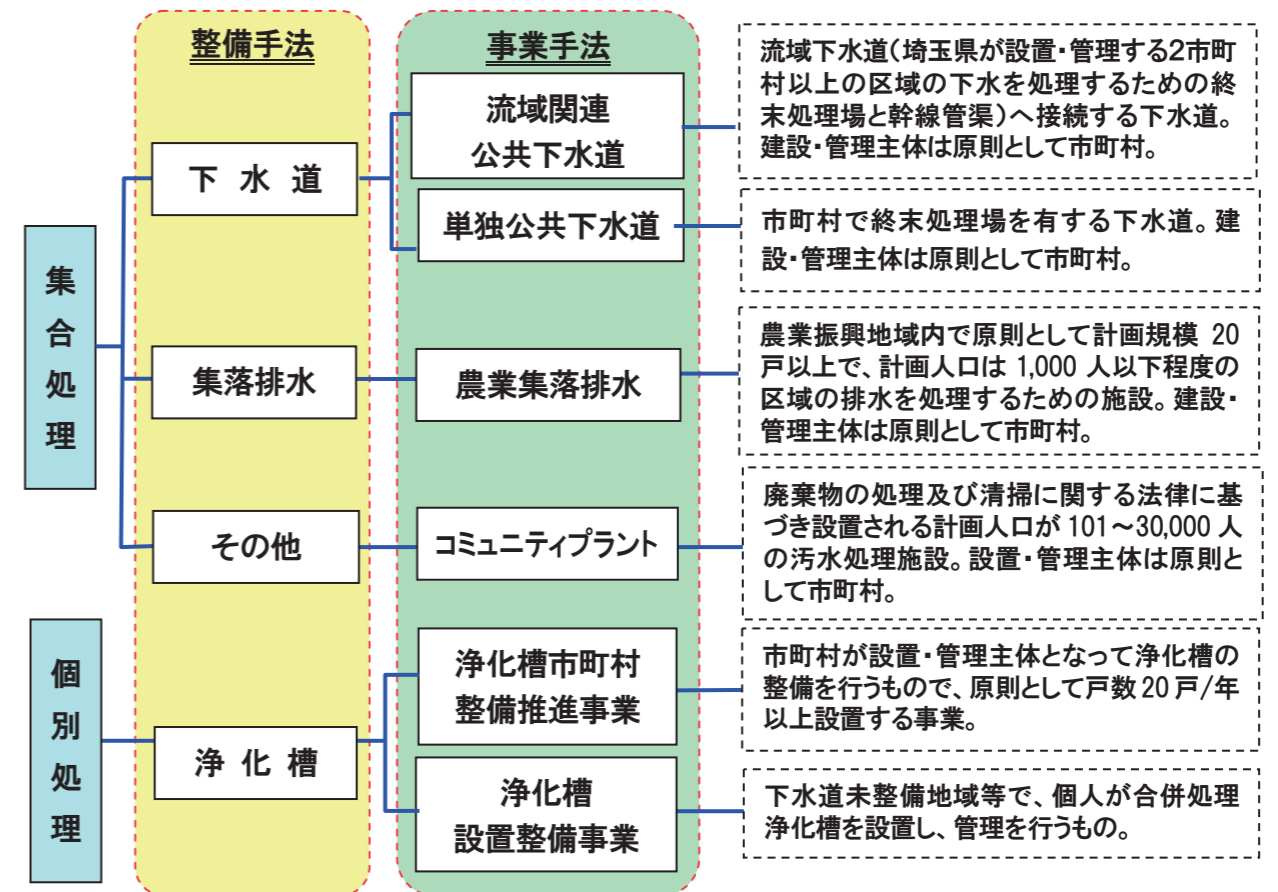 整備手法
事業手法
集合処理
下水道
流域関連
公共下水道
流域下水道（埼玉県が設置・管理する2市町
村以上の区域の下水を処理するための終
末処理場と幹線管渠）へ接続する下水道。
建設・管理主体は原則として市町村。
単独公共下水道
市町村で終末処理場を有する下水道。建
設・管理主体は原則として市町村。
集落排水
農業集落排水
農業振興地域内で原則として計画規模 20
戸以上で、計画人口は 1,000 人以下程度の
区域の排水を処理するための施設。建設・
管理主体は原則として市町村。
その他
コミュニティプラント
廃棄物の処理及び清掃に関する法律に基
づき設置される計画人口が 101～30,000 人
の汚水処理施設。設置・管理主体は原則と
して市町村。
個別処理
浄化槽
浄化槽市町村
整備推進事業
市町村が設置・管理主体となって浄化槽の
整備を行うもので、原則として戸数 20 戸/年
以上設置する事業。
浄化槽
設置整備事業
下水道未整備地域等で、個人が合併処理
浄化槽を設置し、管理を行うもの。